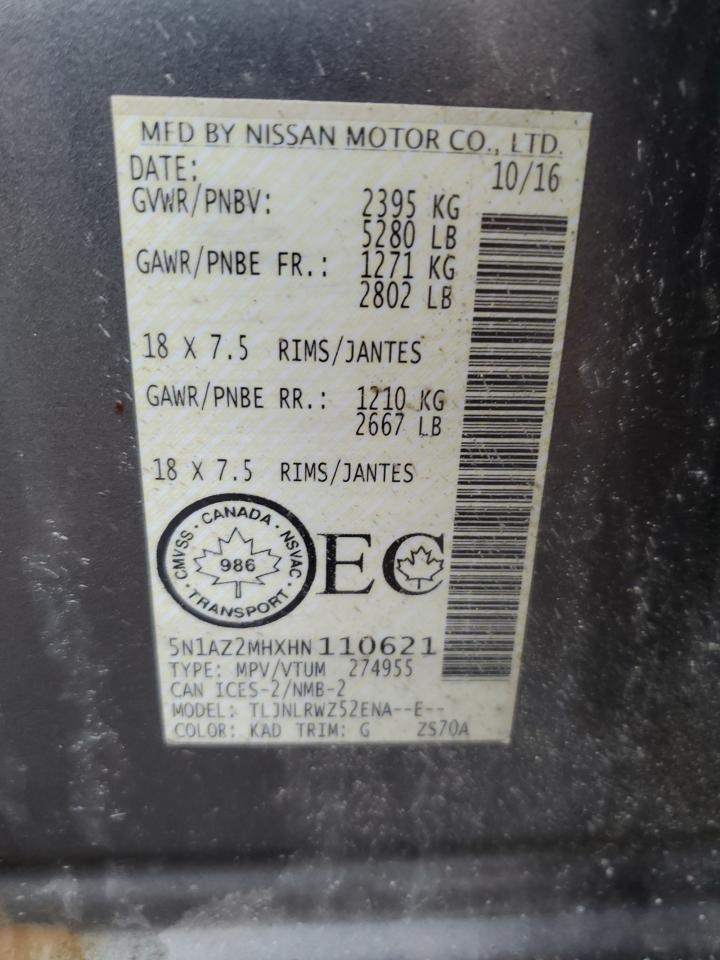 MFD BY NISSAN MOTOR CO., LTD.
DATE: 10/16
GVWR/PNBV: 2395 KG
5280 LB
GAWR/PNBE FR.: 1271 KG
2802 LB
18 X 7.5 RIMS/JANTES
GAWR/PNBE RR.: 1210 KG
2667 LB
18 X 7.5 RIMS/JANTES
CMVSS · CANADA · NSVAC · TRANSPORT ·
986
EC
5N1AZ2MHXHN110621
TYPE: MPV/VTUM 274955
CAN ICES-2/NMB-2
MODEL: TLJNLRWZ52ENA--E--
COLOR: KAD TRIM: G ZS70A